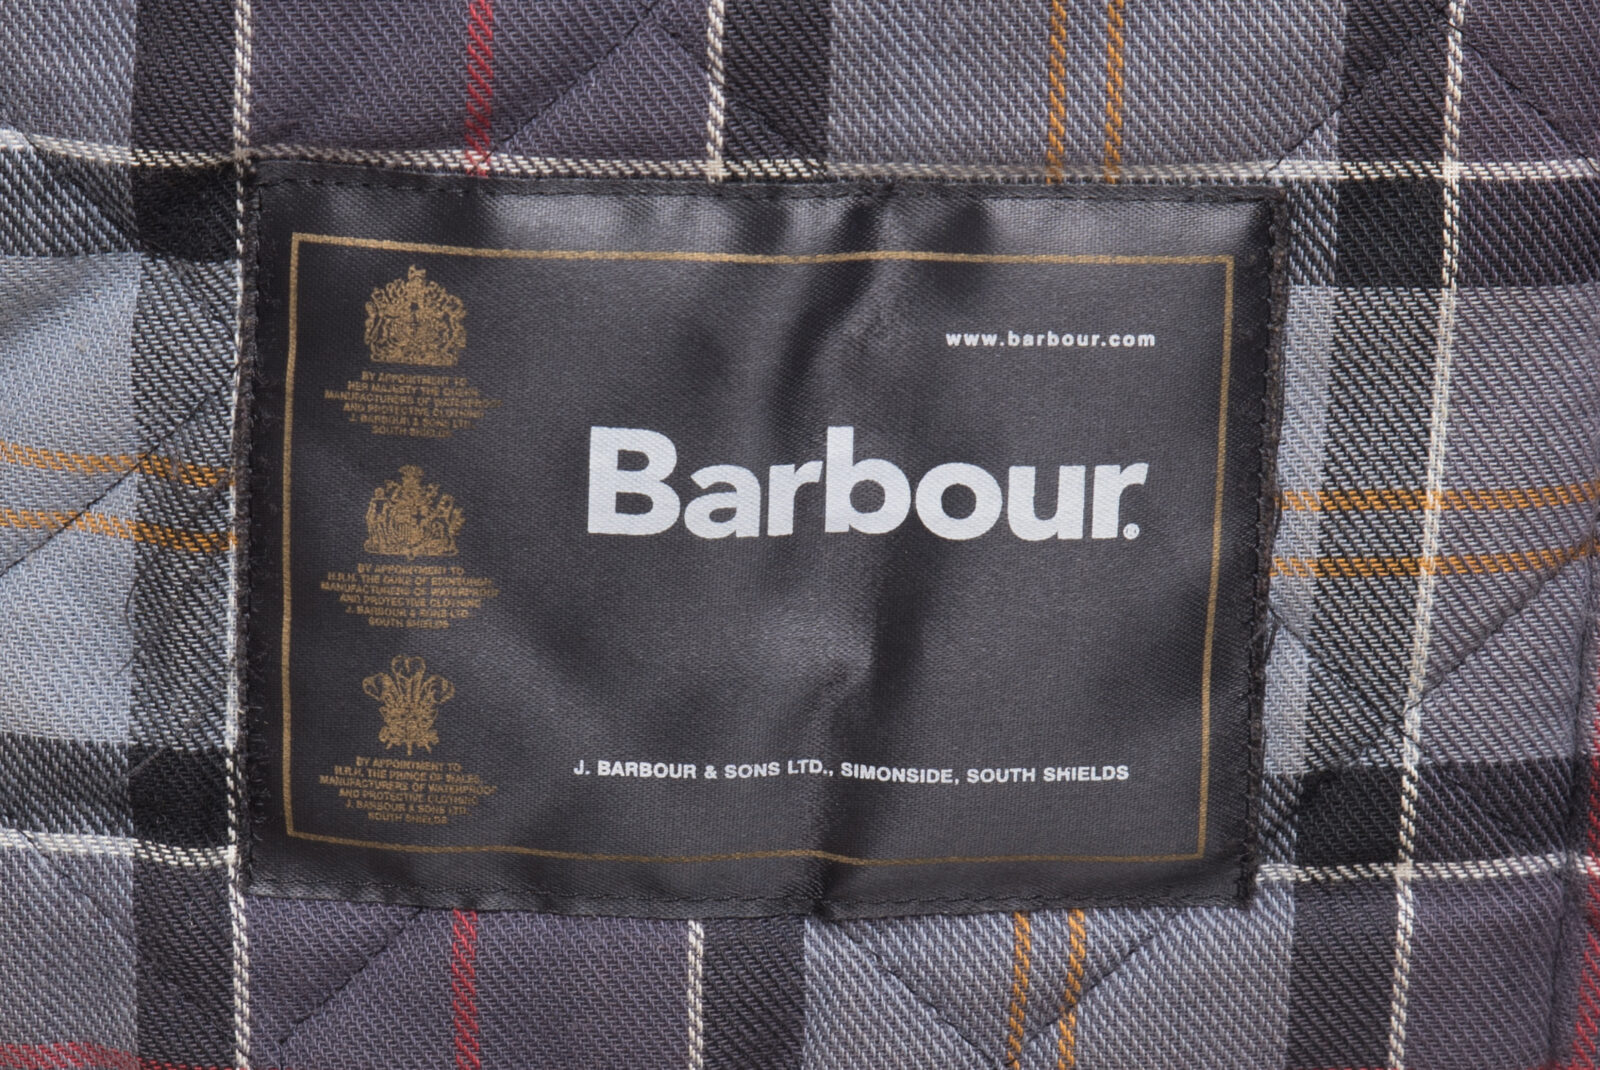 www.barbour.com
BY APPOINTMENT TO
HER MAJESTY THE QUEEN
MANUFACTURERS OF WATERPROOF
AND PROTECTIVE CLOTHING
J. BARBOUR & SONS LTD
SOUTH SHIELDS
Barbour®
BY APPOINTMENT TO
H.R.H. THE DUKE OF EDINBURGH
MANUFACTURERS OF WATERPROOF
AND PROTECTIVE CLOTHING
J. BARBOUR & SONS LTD
SOUTH SHIELDS
BY APPOINTMENT TO
H.R.H. THE PRINCE OF WALES
MANUFACTURERS OF WATERPROOF
AND PROTECTIVE CLOTHING
J. BARBOUR & SONS LTD.
SOUTH SHIELDS
J. BARBOUR & SONS LTD., SIMONSIDE, SOUTH SHIELDS